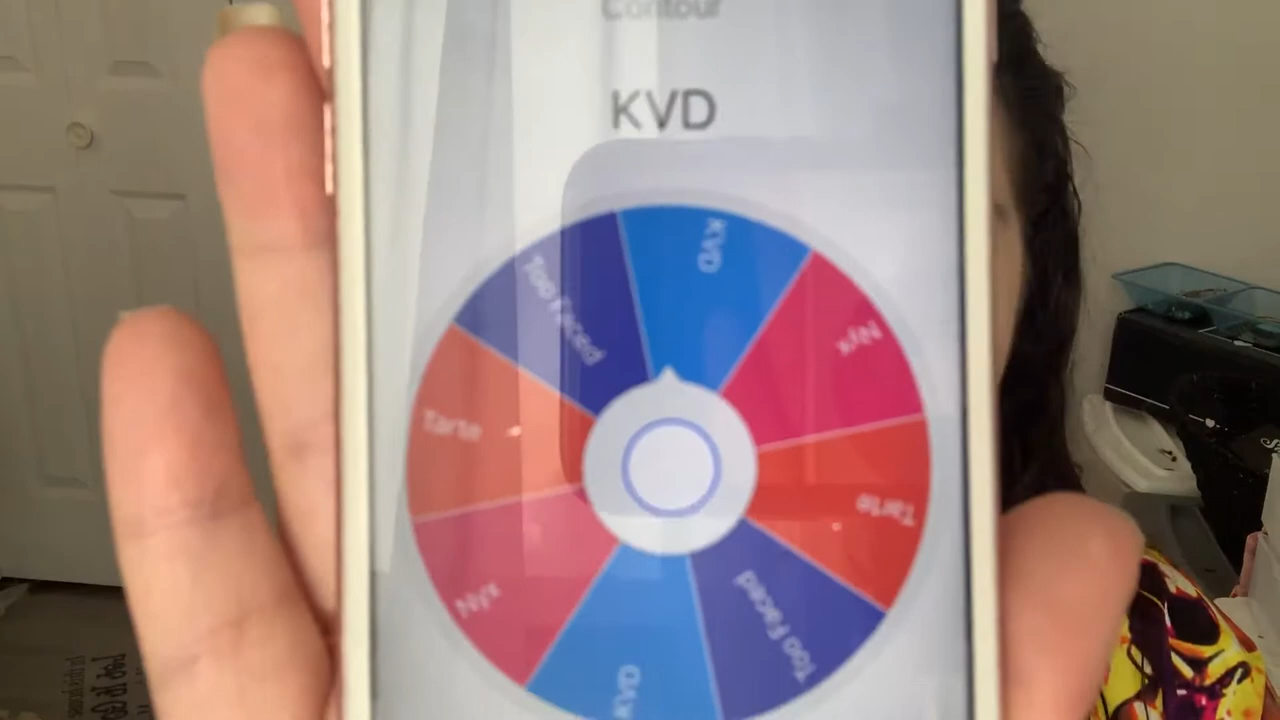 Contour
KVD
KVD
Too Faced
Nyx
Tarte
Tarte
Nyx
Too Faced
KVD